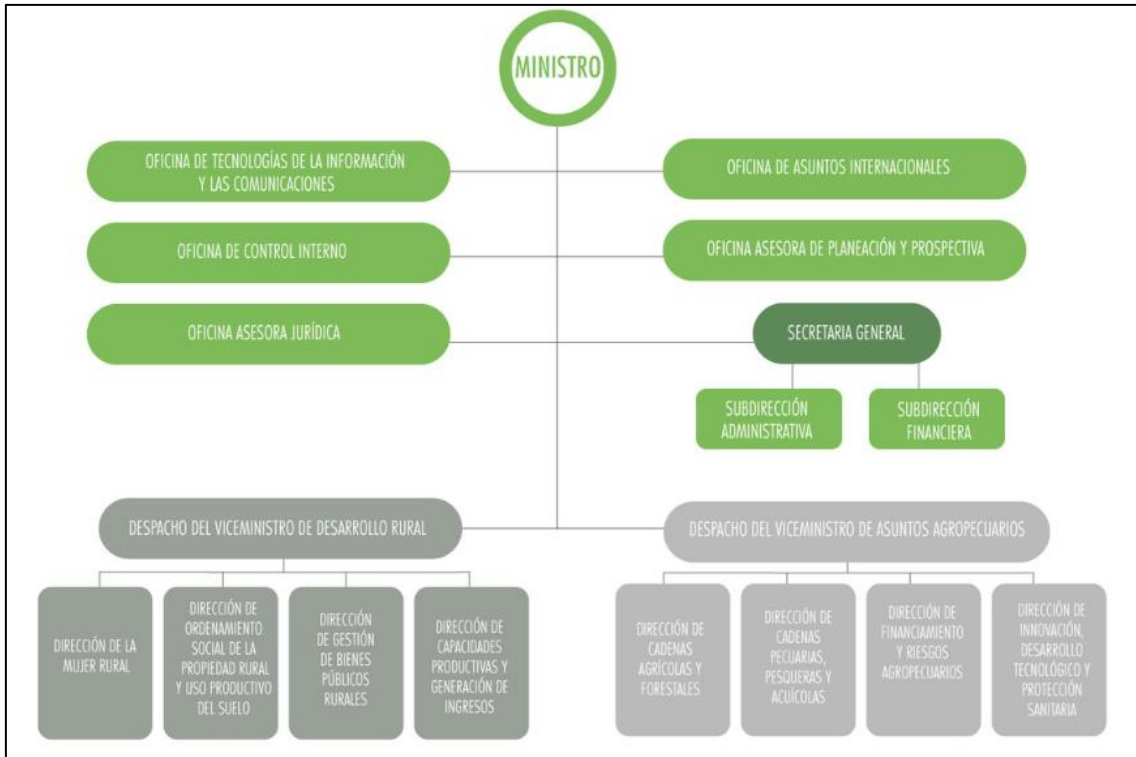 MINISTRO
OFICINA DE TECNOLOGÍAS DE LA INFORMACIÓN
Y LAS COMUNICACIONES
OFICINA DE ASUNTOS INTERNACIONALES
OFICINA DE CONTROL INTERNO
OFICINA ASESORA DE PLANEACIÓN Y PROSPECTIVA
OFICINA ASESORA JURÍDICA
SECRETARIA GENERAL
SUBDIRECCIÓN
ADMINISTRATIVA
SUBDIRECCIÓN
FINANCIERA
DESPACHO DEL VICEMINISTRO DE DESARROLLO RURAL
DIRECCIÓN DE LA
MUJER RURAL
DIRECCIÓN DE
ORDENAMIENTO
SOCIAL DE LA
PROPIEDAD RURAL
Y USO PRODUCTIVO
DEL SUELO
DIRECCIÓN
DE GESTIÓN
DE BIENES
PÚBLICOS
RURALES
DIRECCIÓN DE
CAPACIDADES
PRODUCTIVAS Y
GENERACIÓN DE
INGRESOS
DESPACHO DEL VICEMINISTRO DE ASUNTOS AGROPECUARIOS
DIRECCIÓN DE
CADENAS
AGRÍCOLAS Y
FORESTALES
DIRECCIÓN DE
CADENAS
PECUARIAS,
PESQUERAS Y
ACUÍCOLAS
DIRECCIÓN DE
FINANCIAMIENTO
Y RIESGOS
AGROPECUARIOS
DIRECCIÓN DE
INNOVACIÓN,
DESARROLLO
TECNOLÓGICO Y
PROTECCIÓN
SANITARIA